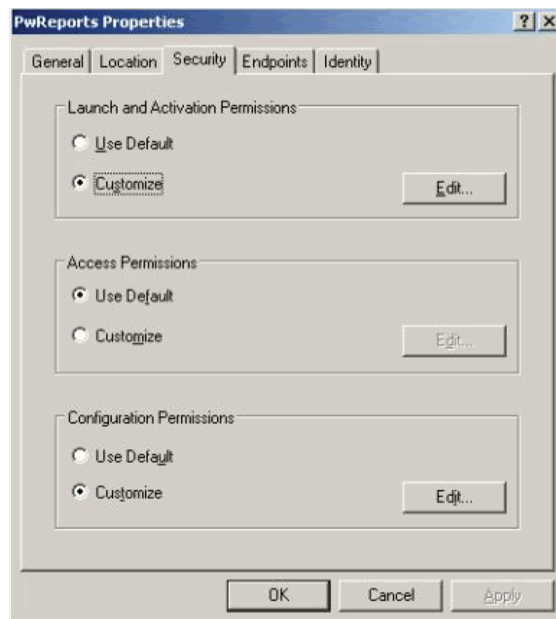 PwReports Properties
General Location Security Endpoints Identity
Launch and Activation Permissions
Use Default
Customize
Edit...
Access Permissions
Use Default
Customize
Edit...
Configuration Permissions
Use Default
Customize
Edit...
OK Cancel Apply